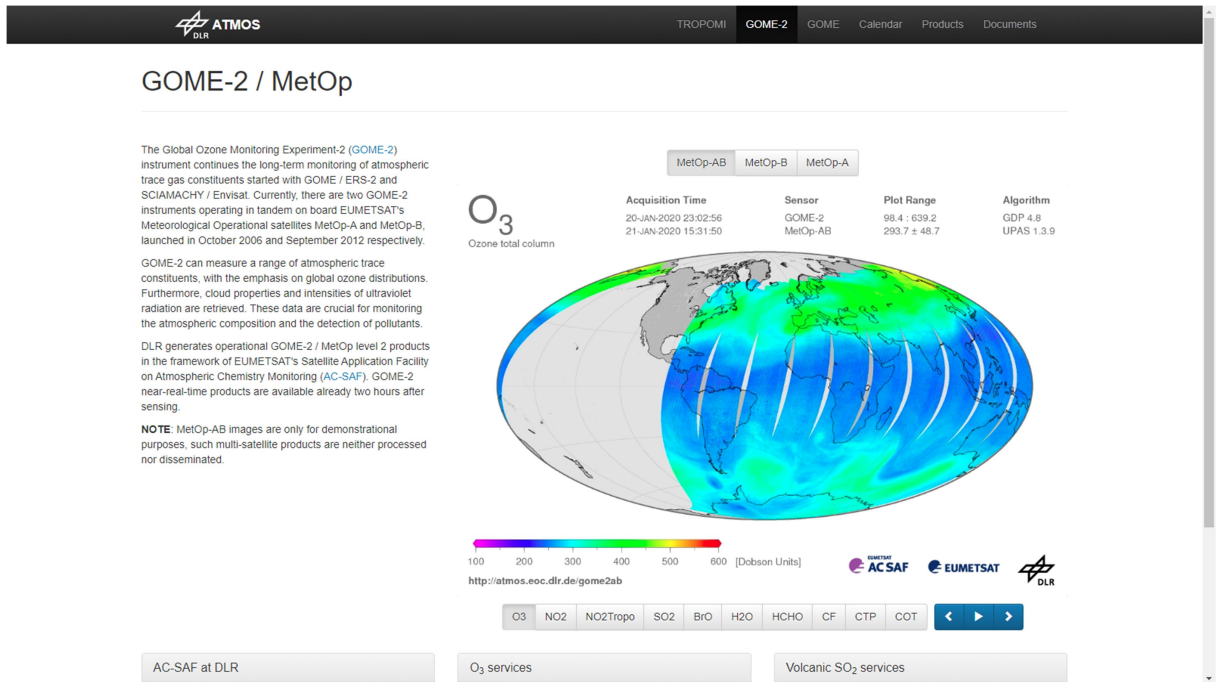 DLR
ATMOS
TROPOMI GOME-2 GOME Calendar Products Documents
GOME-2 / MetOp
The Global Ozone Monitoring Experiment-2 (GOME-2)
instrument continues the long-term monitoring of atmospheric
trace gas constituents started with GOME / ERS-2 and
SCIAMACHY / Envisat. Currently, there are two GOME-2
instruments operating in tandem on board EUMETSAT's
Meteorological Operational satellites MetOp-A and MetOp-B,
launched in October 2006 and September 2012 respectively.
GOME-2 can measure a range of atmospheric trace
constituents, with the emphasis on global ozone distributions.
Furthermore, cloud properties and intensities of ultraviolet
radiation are retrieved. These data are crucial for monitoring
the atmospheric composition and the detection of pollutants.
DLR generates operational GOME-2 / MetOp level 2 products
in the framework of EUMETSAT's Satellite Application Facility
on Atmospheric Chemistry Monitoring (AC-SAF). GOME-2
near-real-time products are available already two hours after
sensing.
NOTE: MetOp-AB images are only for demonstrational
purposes, such multi-satellite products are neither processed
nor disseminated.
MetOp-AB MetOp-B MetOp-A
O3
Ozone total column
Acquisition Time Sensor Plot Range Algorithm
20-JAN-2020 23:02:56 GOME-2 98.4 : 639.2 GDP 4.8
21-JAN-2020 15:31:50 MetOp-AB 293.7 ± 48.7 UPAS 1.3.9
100 200 300 400 500 600 [Dobson Units]
http://atmos.eoc.dlr.de/gome2ab
EUMETSAT
AC SAF
EUMETSAT
DLR
O3 NO2 NO2Tropo SO2 BrO H2O HCHO CF CTP COT
AC-SAF at DLR
O3 services
Volcanic SO2 services